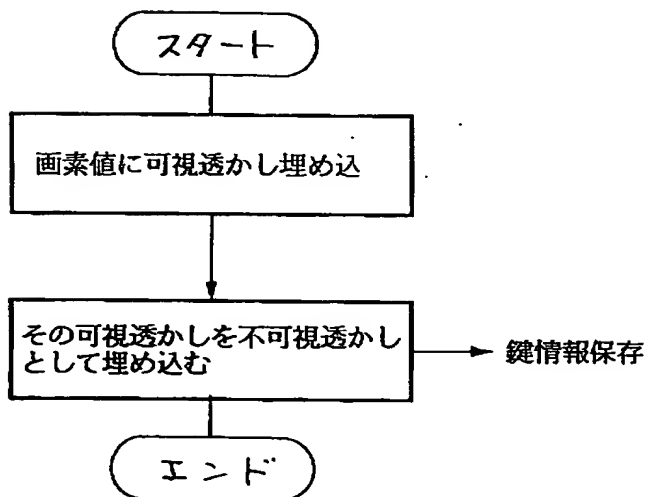 スタート
画素値に可視透かし埋め込
その可視透かしを不可視透かし
として埋め込む
鍵情報保存
エンド